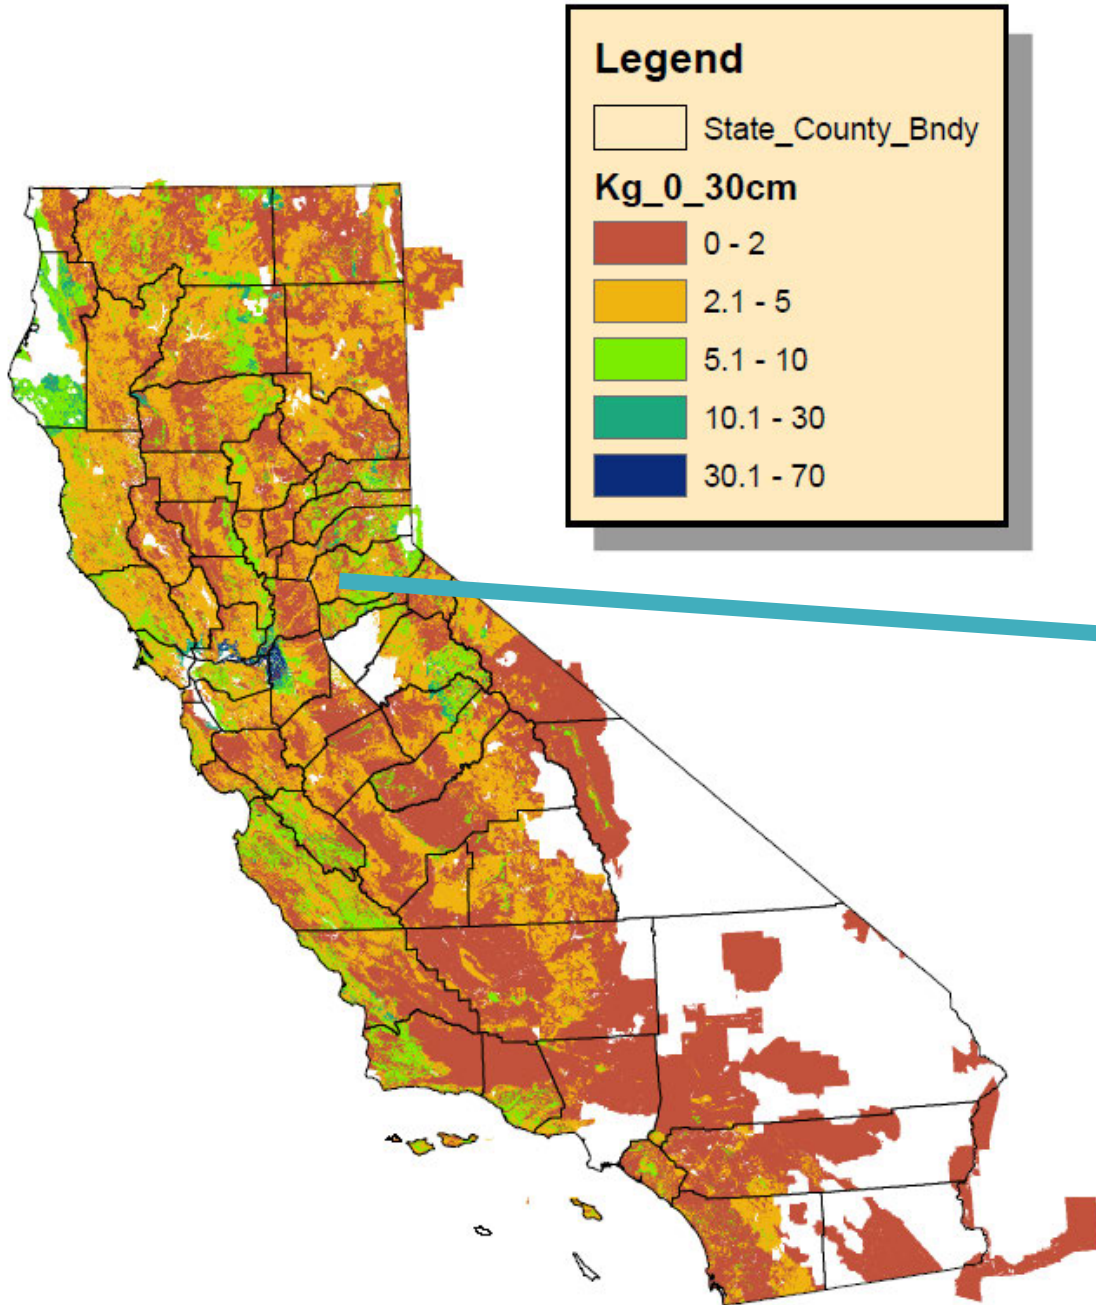 Legend
State_County_Bndy
Kg_0_30cm
0 - 2
2.1 - 5
5.1 - 10
10.1 - 30
30.1 - 70